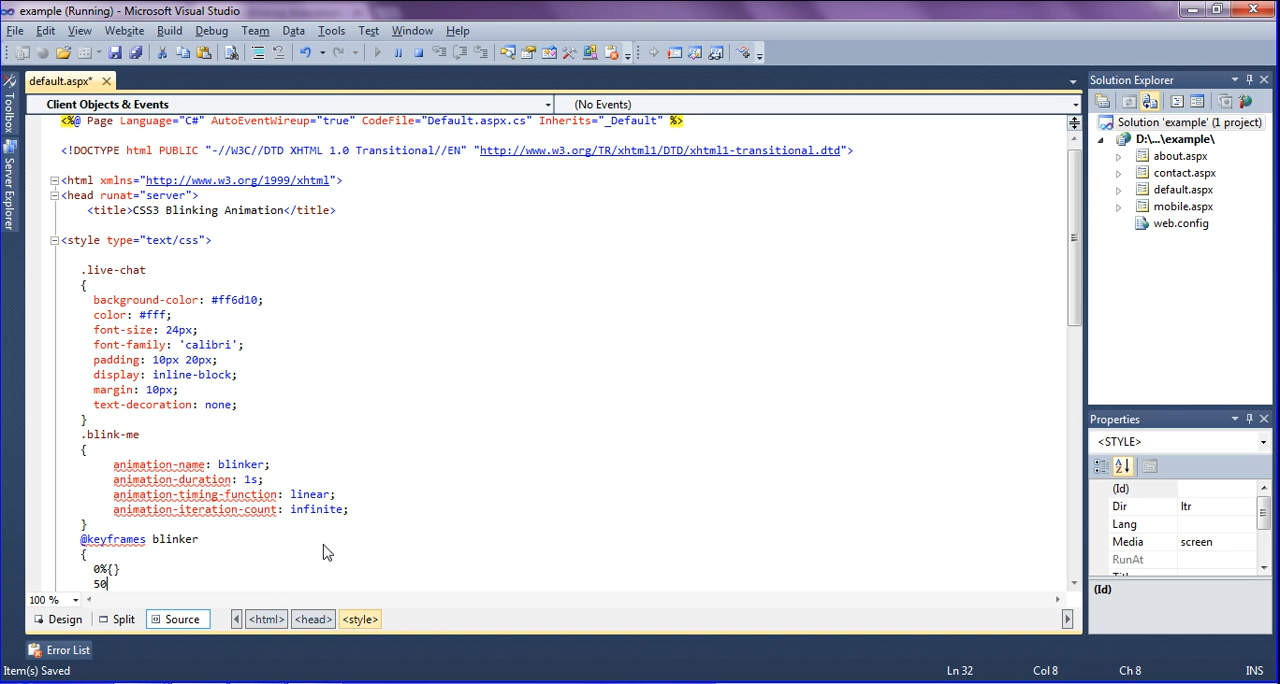 example (Running) - Microsoft Visual Studio
File Edit View Website Build Debug Team Data Tools Test Window Help
default.aspx*
Solution Explorer
Toolbox
Server Explorer
Client Objects & Events (No Events)
<%@ Page Language="C#" AutoEventWireup="true" CodeFile="Default.aspx.cs" Inherits="_Default" %>
<!DOCTYPE html PUBLIC "-//W3C//DTD XHTML 1.0 Transitional//EN" "http://www.w3.org/TR/xhtml1/DTD/xhtml1-transitional.dtd">
<html xmlns="http://www.w3.org/1999/xhtml">
<head runat="server">
<title>CSS3 Blinking Animation</title>
<style type="text/css">
.live-chat
{
background-color: #ff6d10;
color: #fff;
font-size: 24px;
font-family: 'calibri';
padding: 10px 20px;
display: inline-block;
margin: 10px;
text-decoration: none;
}
.blink-me
{
animation-name: blinker;
animation-duration: 1s;
animation-timing-function: linear;
animation-iteration-count: infinite;
}
@keyframes blinker
{
0%{}
50
Solution 'example' (1 project)
D:\...\example\
about.aspx
contact.aspx
default.aspx
mobile.aspx
web.config
Properties
<STYLE>
(Id)
Dir ltr
Lang
Media screen
RunAt
(Id)
100 %
Design Split Source <html> <head> <style>
Error List
Item(s) Saved Ln 32 Col 8 Ch 8 INS